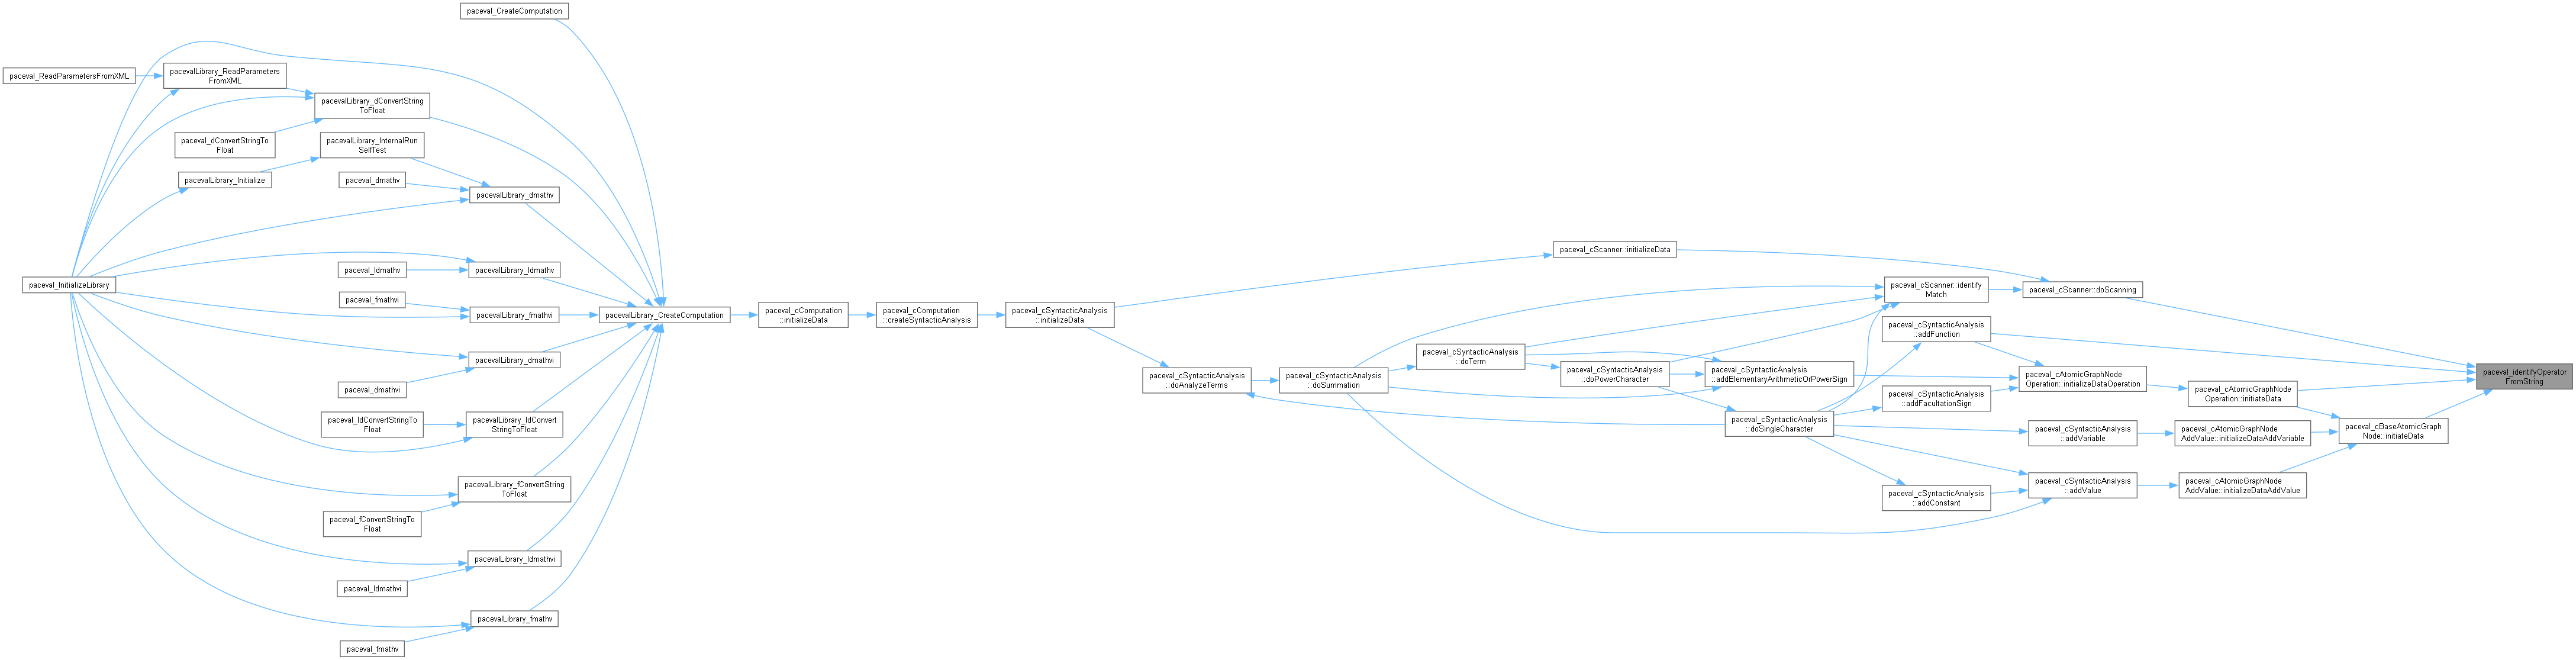 paceval_CreateComputation
paceval_ReadParametersFromXML
pacevalLibrary_ReadParameters
FromXML
pacevalLibrary_dConvertString
ToFloat
paceval_dConvertStringTo
Float
pacevalLibrary_InternalRun
SelfTest
pacevalLibrary_Initialize
paceval_dmathv
pacevalLibrary_dmathv
paceval_InitializeLibrary
paceval_ldmathv
pacevalLibrary_ldmathv
paceval_fmathvi
pacevalLibrary_fmathvi
pacevalLibrary_CreateComputation
pacevalLibrary_dmathvi
paceval_dmathvi
paceval_ldConvertStringTo
Float
pacevalLibrary_ldConvert
StringToFloat
pacevalLibrary_fConvertString
ToFloat
paceval_fConvertStringTo
Float
pacevalLibrary_ldmathvi
paceval_ldmathvi
pacevalLibrary_fmathv
paceval_fmathv
paceval_cComputation
::initializeData
paceval_cComputation
::createSyntacticAnalysis
paceval_cSyntacticAnalysis
::initializeData
paceval_cSyntacticAnalysis
::doAnalyzeTerms
paceval_cSyntacticAnalysis
::doSummation
paceval_cSyntacticAnalysis
::doTerm
paceval_cScanner::initializeData
paceval_cSyntacticAnalysis
::doPowerCharacter
paceval_cSyntacticAnalysis
::addElementaryArithmeticOrPowerSign
paceval_cSyntacticAnalysis
::doSingleCharacter
paceval_cScanner::identify
Match
paceval_cScanner::doScanning
paceval_cSyntacticAnalysis
::addFunction
paceval_cSyntacticAnalysis
::addFacultationSign
paceval_cAtomicGraphNode
Operation::initializeDataOperation
paceval_cAtomicGraphNode
Operation::initiateData
paceval_cSyntacticAnalysis
::addVariable
paceval_cAtomicGraphNode
AddValue::initializeDataAddVariable
paceval_cBaseAtomicGraph
Node::initiateData
paceval_cSyntacticAnalysis
::addConstant
paceval_cSyntacticAnalysis
::addValue
paceval_cAtomicGraphNode
AddValue::initializeDataAddValue
paceval_identifyOperator
FromString